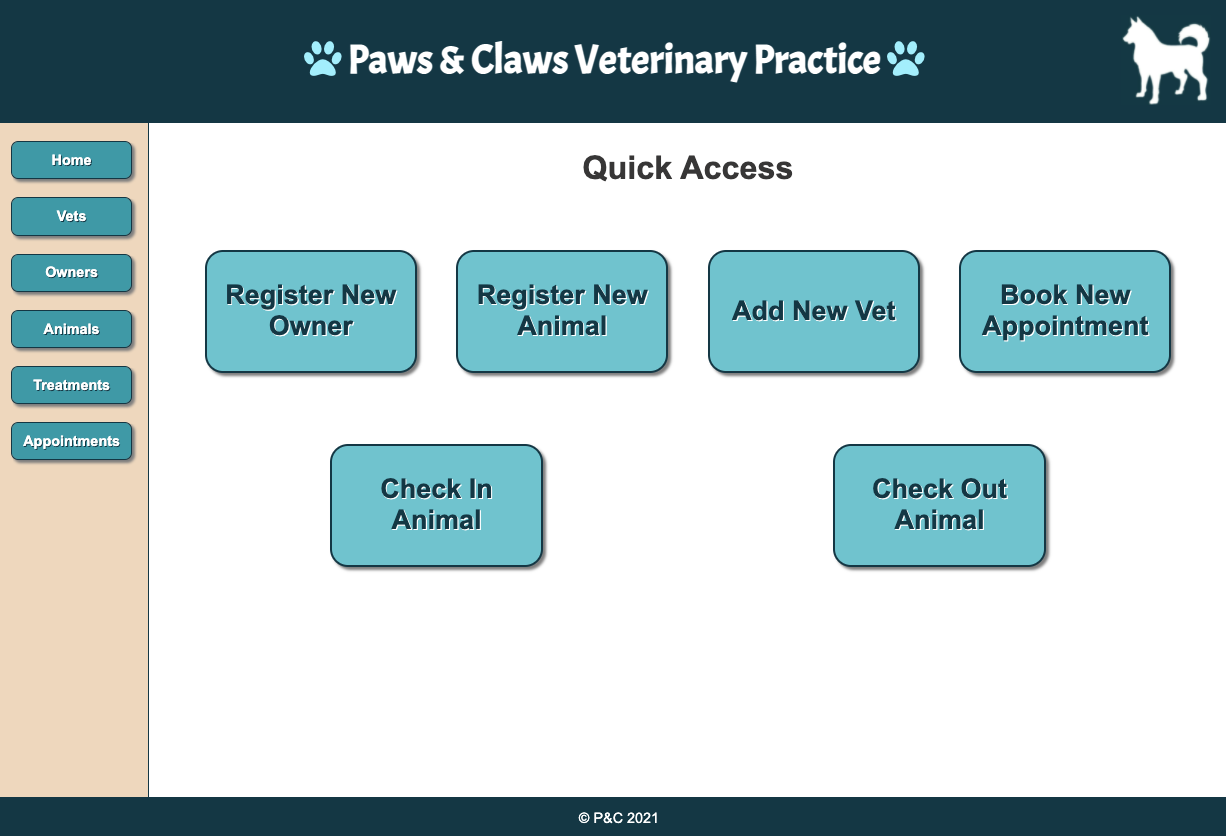 Paws & Claws Veterinary Practice
Home
Vets
Owners
Animals
Treatments
Appointments
Quick Access
Register New
Owner
Register New
Animal
Add New Vet
Book New
Appointment
Check In
Animal
Check Out
Animal
© P&C 2021